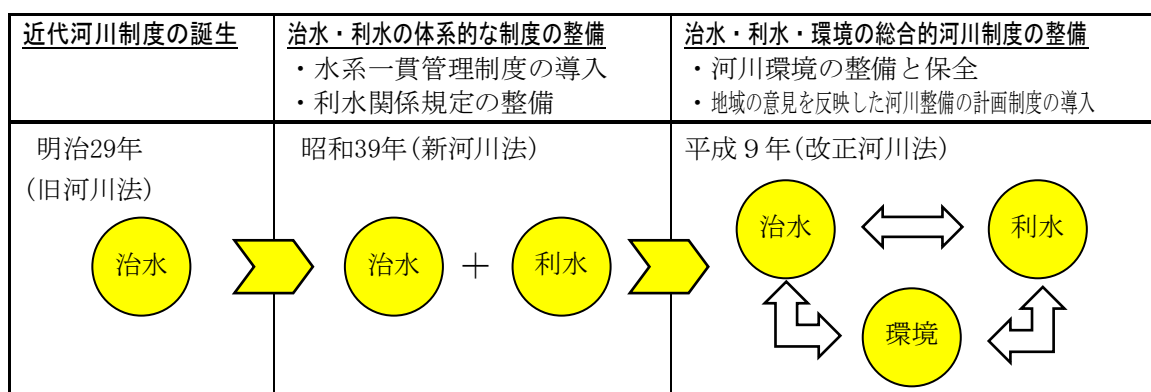 近代河川制度の誕生
治水・利水の体系的な制度の整備
・水系一貫管理制度の導入
・利水関係規定の整備
治水・利水・環境の総合的河川制度の整備
・河川環境の整備と保全
・地域の意見を反映した河川整備の計画制度の導入
明治29年
(旧河川法)
治水
昭和39年(新河川法)
治水
＋
利水
平成９年(改正河川法)
治水
利水
環境